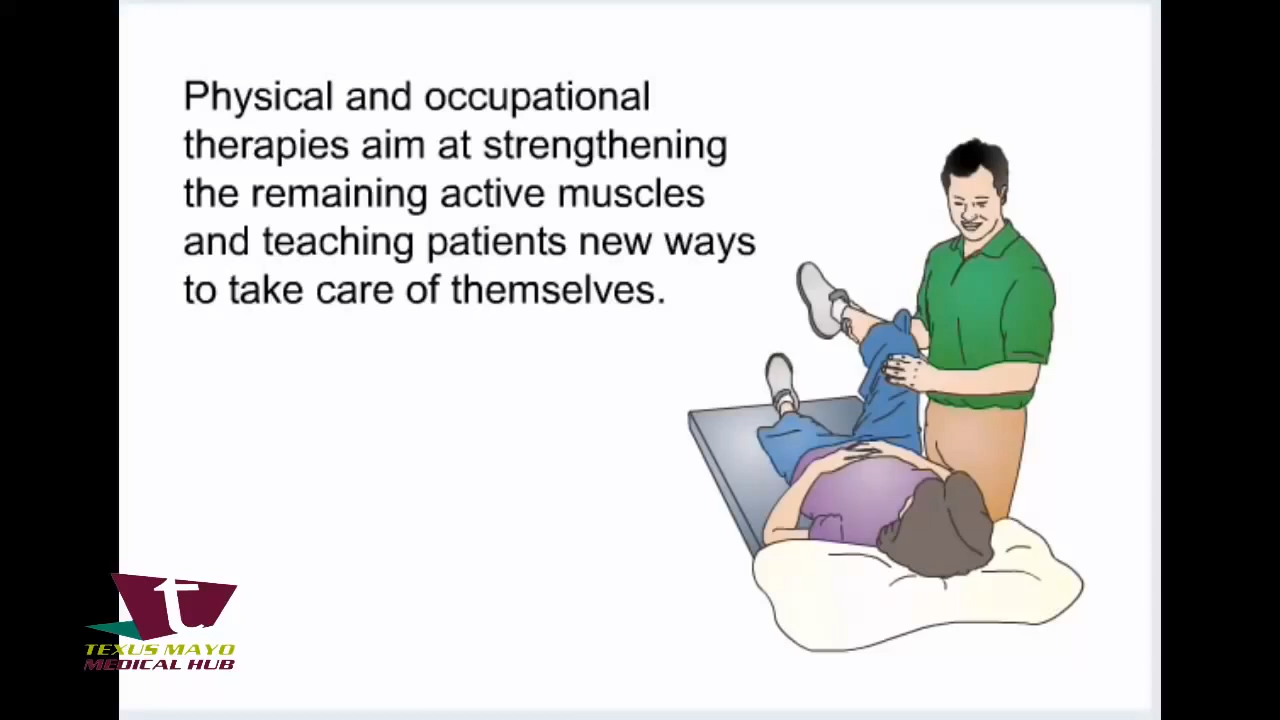 Physical and occupational
therapies aim at strengthening
the remaining active muscles
and teaching patients new ways
to take care of themselves.
t
TEXUS MAYO
MEDICAL HUB